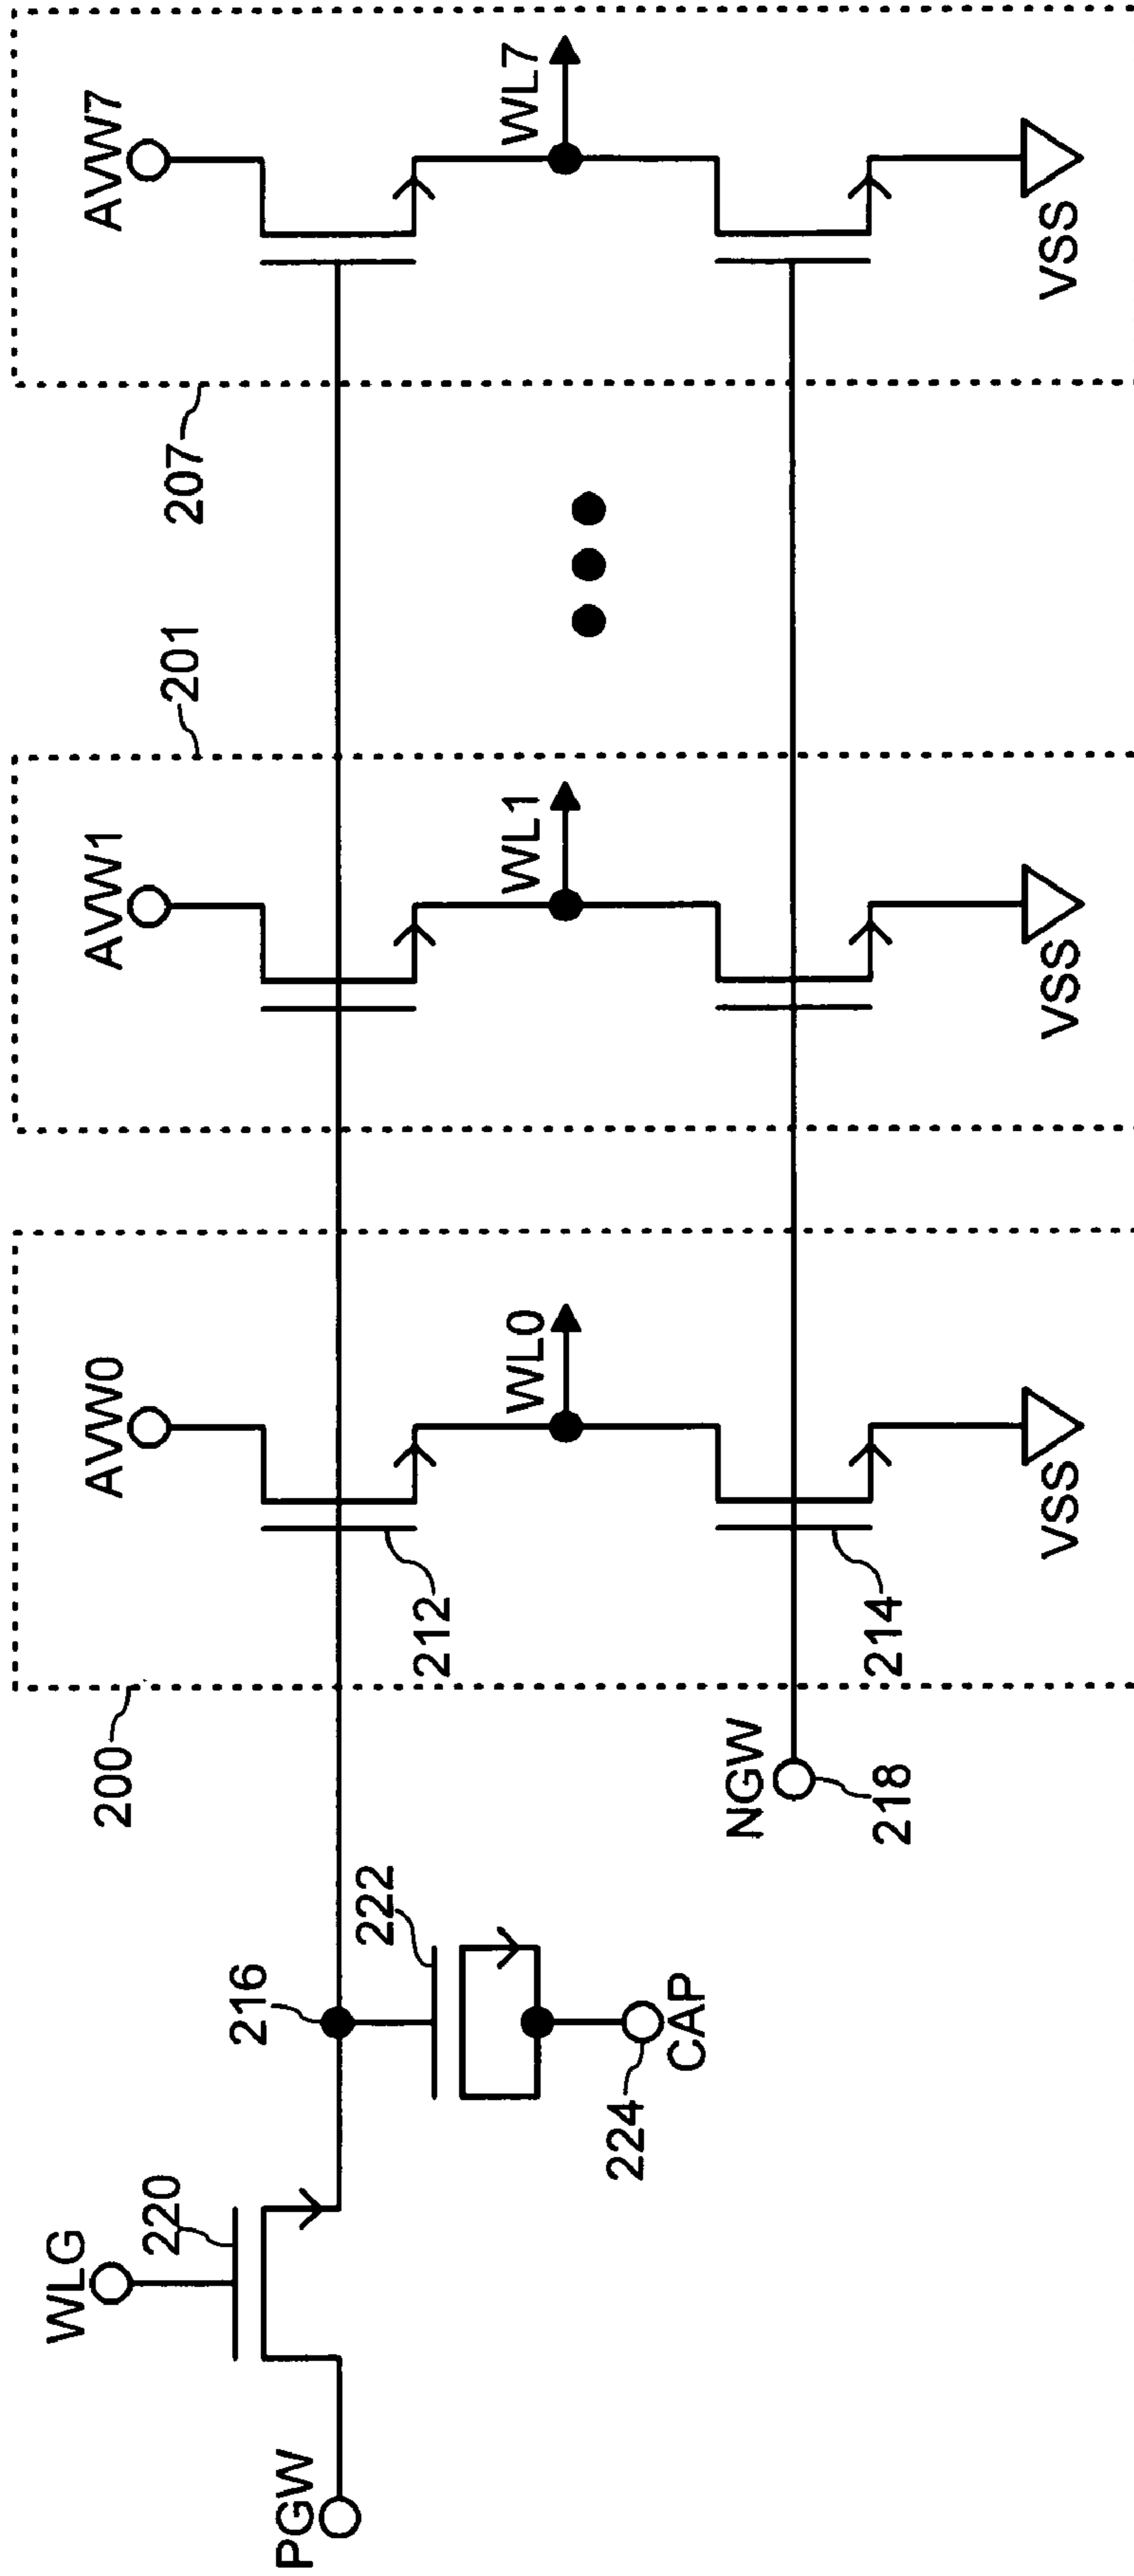 AVW0
AVW1
AVW7
200
201
207
WLG
220
216
PGW
222
212
WL0
WL1
WL7
224
CAP
NGW
218
214
VSS
VSS
VSS